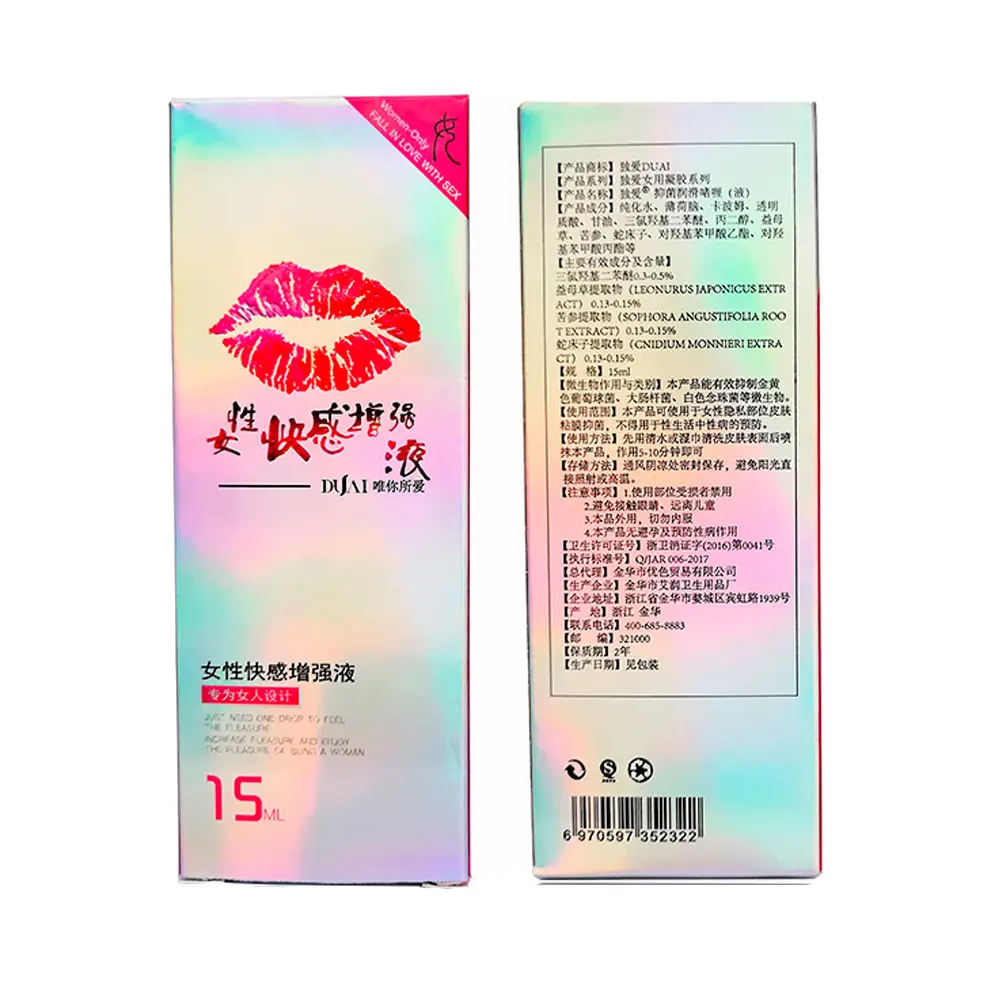 Women-Only
FALL IN LOVE WITH SEX
女
女性快感增强液
DUAI 唯你所爱
女性快感增强液
专为女人设计
JUST NEED ONE DROP TO FEEL
THE PLEASURE
INCREASE PLEASURE AND ENJOY
THE PLEASURE OF BEING A WOMAN
15ML
【产品商标】独爱DUAI
【产品系列】独爱女用凝胶系列
【产品名称】独爱® 抑菌润滑啫喱（液）
【产品成分】纯化水、薄荷脑、卡波姆、透明
质酸、甘油、三氯羟基二苯醚、丙二醇、益母
草、苦参、蛇床子、对羟基苯甲酸乙酯、对羟
基苯甲酸丙酯等
【主要有效成分及含量】
三氯羟基二苯醚0.3-0.5%
益母草提取物（LEONURUS JAPONICUS EXTR
ACT）0.13-0.15%
苦参提取物（SOPHORA ANGUSTIFOLIA ROO
T EXTRACT）0.13-0.15%
蛇床子提取物（CNIDIUM MONNIERI EXTRA
CT）0.13-0.15%
【规 格】15ml
【微生物作用与类别】本产品能有效抑制金黄
色葡萄球菌、大肠杆菌、白色念珠菌等微生物。
【使用范围】本产品可使用于女性隐私部位皮肤
粘膜抑菌，不得用于性生活中性病的预防。
【使用方法】先用清水或湿巾清洗皮肤表面后喷
抹本产品，作用5-10分钟即可
【存储方法】通风阴凉处密封保存，避免阳光直
接照射或高温。
【注意事项】1.使用部位受损者禁用
2.避免接触眼睛、远离儿童
3.本品外用，切勿内服
4.本产品无避孕及预防性病作用
【卫生许可证号】浙卫消证字(2016)第0041号
【执行标准号】Q/JAR 006-2017
【总代理】金华市优色贸易有限公司
【生产企业】金华市艾润卫生用品厂
【企业地址】浙江省金华市婺城区宾虹路1939号
【产 地】浙江 金华
【联系电话】400-685-8883
【邮 编】321000
【保质期】2年
【生产日期】见包装
6 970597 352322